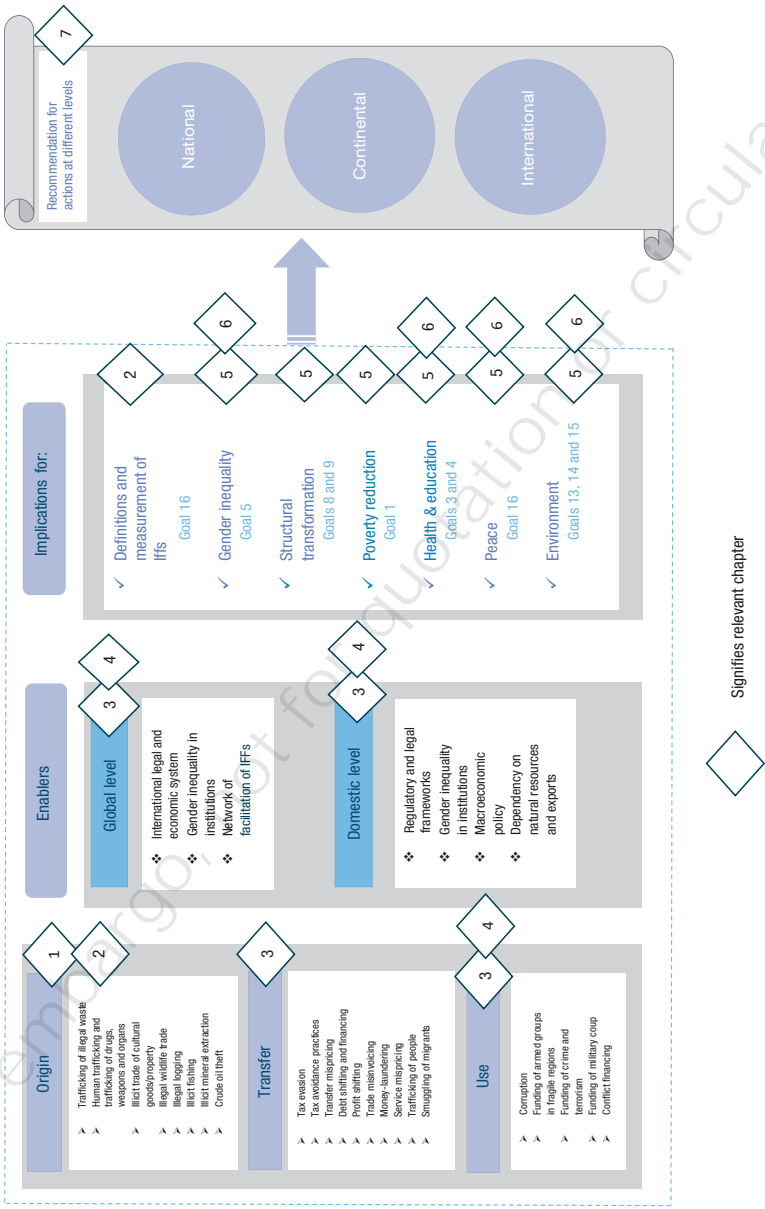 Origin
1
2
➢ Trafficking of illegal waste
➢ Human trafficking and
trafficking of drugs,
weapons and organs
➢ Illicit trade of cultural
goods/property
➢ Illegal wildlife trade
➢ Illegal logging
➢ Illicit fishing
➢ Illicit mineral extraction
➢ Crude oil theft
Transfer
3
➢ Tax evasion
➢ Tax avoidance practices
➢ Transfer mispricing
➢ Debt shifting and financing
➢ Profit shifting
➢ Trade misinvoicing
➢ Money-laundering
➢ Service mispricing
➢ Trafficking of people
➢ Smuggling of migrants
Use
3
4
➢ Corruption
➢ Funding of armed groups
in fragile regions
➢ Funding of crime and
terrorism
➢ Funding of military coup
➢ Conflict financing
Enablers
Global level
3
4
❖ International legal and
economic system
❖ Gender inequality in
institutions
❖ Network of
facilitation of IFFs
Domestic level
3
4
❖ Regulatory and legal
frameworks
❖ Gender inequality
in institutions
❖ Macroeconomic
policy
❖ Dependency on
natural resources
and exports
Implications for:
✓ Definitions and
measurement of
Iffs
Goal 16
2
✓ Gender inequality
Goal 5
5
6
✓ Structural
transformation
Goals 8 and 9
5
✓ Poverty reduction
Goal 1
5
✓ Health & education
Goals 3 and 4
5
6
✓ Peace
Goal 16
5
6
✓ Environment
Goals 13, 14 and 15
5
6
Recommendation for
actions at different levels
7
National
Continental
International
Signifies relevant chapter
embargo, not for quotation or circula